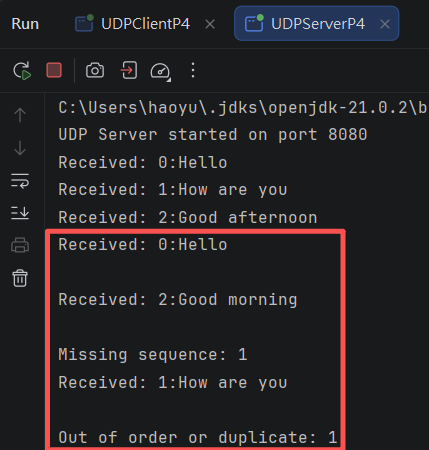 Run
UDPClientP4
UDPServerP4
C:\Users\haoyu\.jdks\openjdk-21.0.2\b
UDP Server started on port 8080
Received: 0:Hello
Received: 1:How are you
Received: 2:Good afternoon
Received: 0:Hello
Received: 2:Good morning
Missing sequence: 1
Received: 1:How are you
Out of order or duplicate: 1